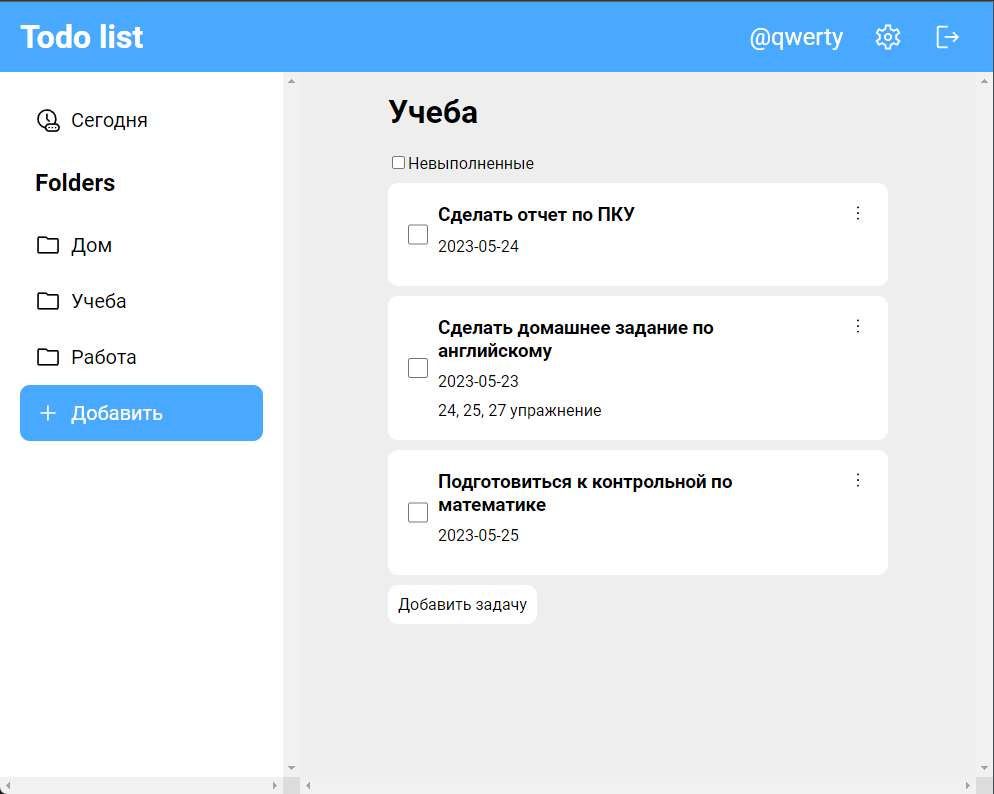 Todo list
@qwerty
Сегодня
Folders
Дом
Учеба
Работа
Добавить
Учеба
Невыполненные
Сделать отчет по ПКУ
2023-05-24
Сделать домашнее задание по
английскому
2023-05-23
24, 25, 27 упражнение
Подготовиться к контрольной по
математике
2023-05-25
Добавить задачу